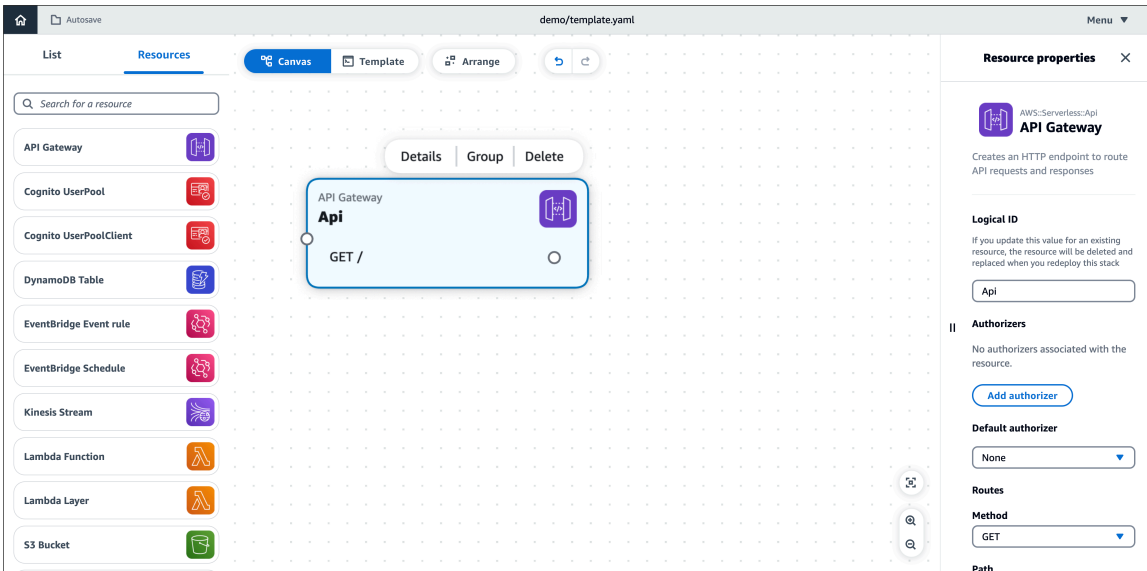 Autosave
demo/template.yaml
Menu
List
Resources
Search for a resource
API Gateway
Cognito UserPool
Cognito UserPoolClient
DynamoDB Table
EventBridge Event rule
EventBridge Schedule
Kinesis Stream
Lambda Function
Lambda Layer
S3 Bucket
Canvas
Template
Arrange
Details
Group
Delete
API Gateway
Api
GET /
Resource properties
AWS::Serverless::Api
API Gateway
Creates an HTTP endpoint to route
API requests and responses
Logical ID
If you update this value for an existing
resource, the resource will be deleted and
replaced when you redeploy this stack
Api
Authorizers
No authorizers associated with the
resource.
Add authorizer
Default authorizer
None
Routes
Method
GET
Path